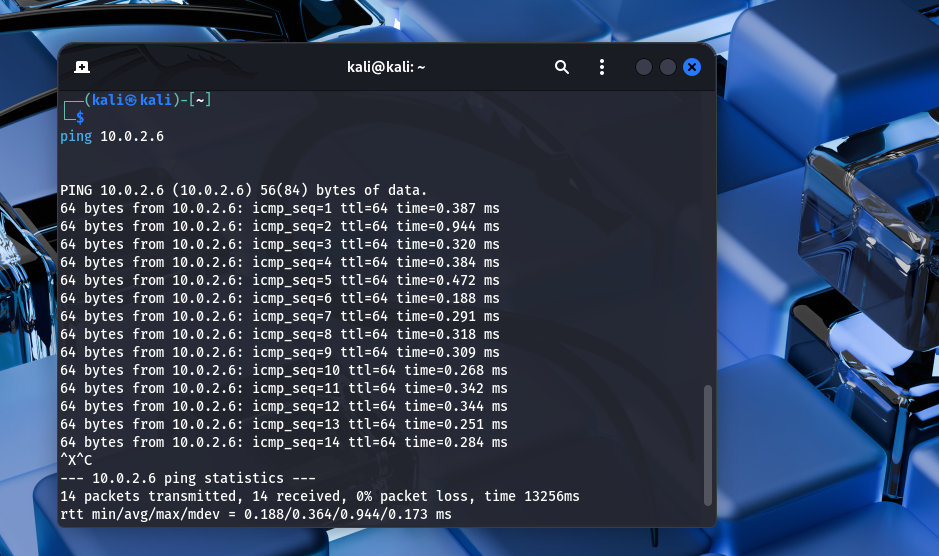 kali@kali: ~
┌──(kali㉿kali)-[~]
└─$
ping 10.0.2.6
PING 10.0.2.6 (10.0.2.6) 56(84) bytes of data.
64 bytes from 10.0.2.6: icmp_seq=1 ttl=64 time=0.387 ms
64 bytes from 10.0.2.6: icmp_seq=2 ttl=64 time=0.944 ms
64 bytes from 10.0.2.6: icmp_seq=3 ttl=64 time=0.320 ms
64 bytes from 10.0.2.6: icmp_seq=4 ttl=64 time=0.384 ms
64 bytes from 10.0.2.6: icmp_seq=5 ttl=64 time=0.472 ms
64 bytes from 10.0.2.6: icmp_seq=6 ttl=64 time=0.188 ms
64 bytes from 10.0.2.6: icmp_seq=7 ttl=64 time=0.291 ms
64 bytes from 10.0.2.6: icmp_seq=8 ttl=64 time=0.318 ms
64 bytes from 10.0.2.6: icmp_seq=9 ttl=64 time=0.309 ms
64 bytes from 10.0.2.6: icmp_seq=10 ttl=64 time=0.268 ms
64 bytes from 10.0.2.6: icmp_seq=11 ttl=64 time=0.342 ms
64 bytes from 10.0.2.6: icmp_seq=12 ttl=64 time=0.344 ms
64 bytes from 10.0.2.6: icmp_seq=13 ttl=64 time=0.251 ms
64 bytes from 10.0.2.6: icmp_seq=14 ttl=64 time=0.284 ms
^X^C
--- 10.0.2.6 ping statistics ---
14 packets transmitted, 14 received, 0% packet loss, time 13256ms
rtt min/avg/max/mdev = 0.188/0.364/0.944/0.173 ms